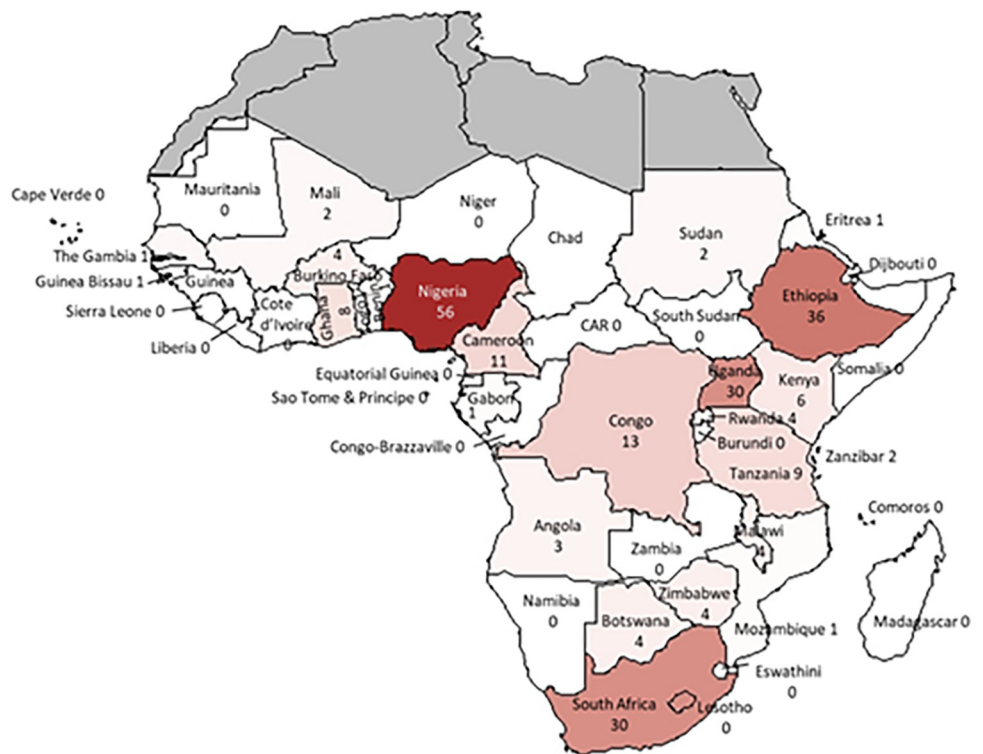 Cape Verde 0
Mauritania
0
Mali
2
Niger
0
Chad
Sudan
2
Eritrea 1
The Gambia 1
Guinea Bissau 1
Guinea
4
Burkino Faso
Djibouti 0
Sierra Leone 0
Cote
d'Ivoire
0
Ghana
8
Nigeria
56
Ethiopia
36
Liberia 0
CAR 0
South Sudan
0
Cameroon
11
Equatorial Guinea 0
Sao Tome & Principe 0
Gabon
1
Uganda
30
Kenya
6
Somalia 0
Congo
13
Rwanda 4
Burundi 0
Congo-Brazzaville 0
Tanzania 9
Zanzibar 2
Comoros 0
Angola
3
Zambia
0
Malawi
4
Namibia
0
Zimbabwe
4
Botswana
4
Mozambique 1
Madagascar 0
Eswathini
0
South Africa
30
Lesotho
0